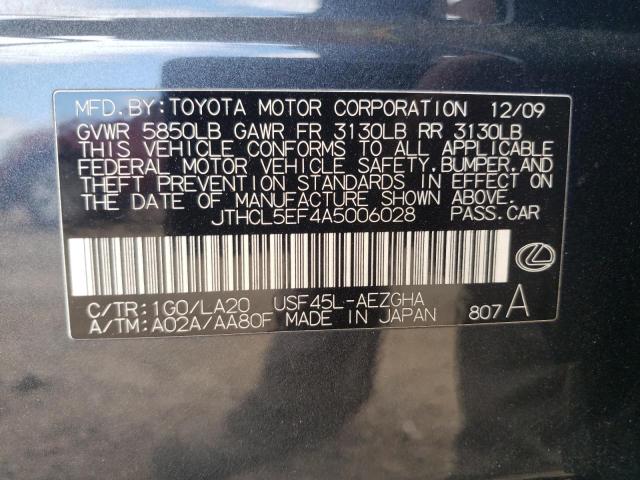 MFD. BY: TOYOTA MOTOR CORPORATION 12/09
GVWR 5850LB GAWR FR 3130LB RR 3130LB
THIS VEHICLE CONFORMS TO ALL APPLICABLE
FEDERAL MOTOR VEHICLE SAFETY, BUMPER, AND
THEFT PREVENTION STANDARDS IN EFFECT ON
THE DATE OF MANUFACTURE SHOWN ABOVE.
JTHCL5EF4A5006028 PASS. CAR
C/TR: 1G0/LA20 USF45L-AEZGHA
A/TM: A02A/AA80F MADE IN JAPAN 807 A